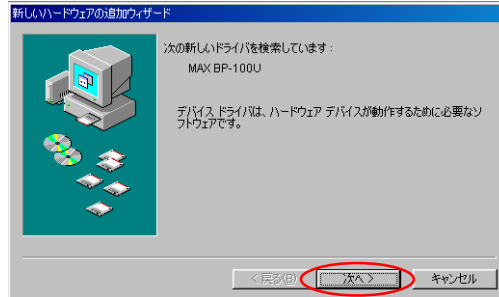 新しいハードウェアの追加ウィザード
次の新しいドライバを検索しています：
MAX BP-100U
デバイス ドライバは、ハードウェア デバイスが動作するために必要なソ
フトウェアです。
< 戻る(B)
次へ >
キャンセル